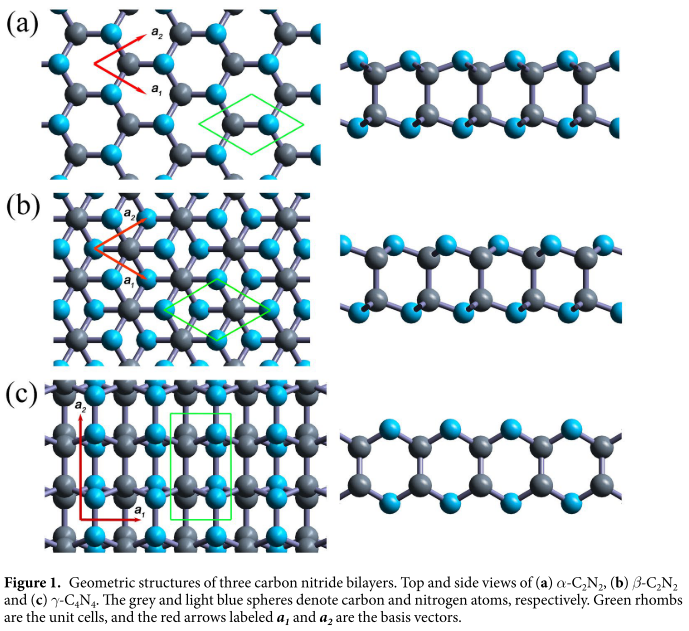 (a)
a2
a1
(b)
a2
a1
(c)
a2
a1
Figure 1. Geometric structures of three carbon nitride bilayers. Top and side views of (a) α-C2N2, (b) β-C2N2
and (c) γ-C4N4. The grey and light blue spheres denote carbon and nitrogen atoms, respectively. Green rhombs
are the unit cells, and the red arrows labeled a1 and a2 are the basis vectors.